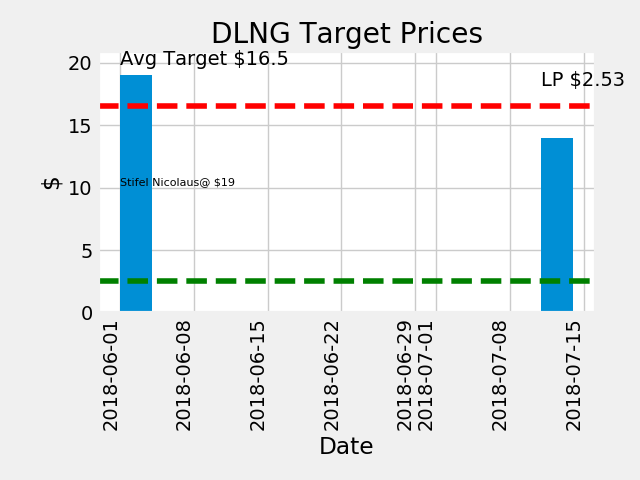 DLNG Target Prices
Avg Target $16.5
LP $2.53
Stifel Nicolaus@ $19
$
20
15
10
5
0
2018-06-01
2018-06-08
2018-06-15
2018-06-22
2018-06-29
2018-07-01
2018-07-08
2018-07-15
Date